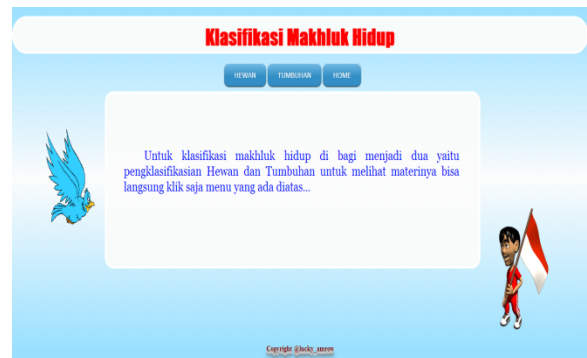 Klasifikasi Makhluk Hidup
HEWAN TUMBUHAN HOME
Untuk klasifikasi makhluk hidup di bagi menjadi dua yaitu
pengklasifikasian Hewan dan Tumbuhan untuk melihat materinya bisa
langsung klik saja menu yang ada diatas...
Copyright @lucky_